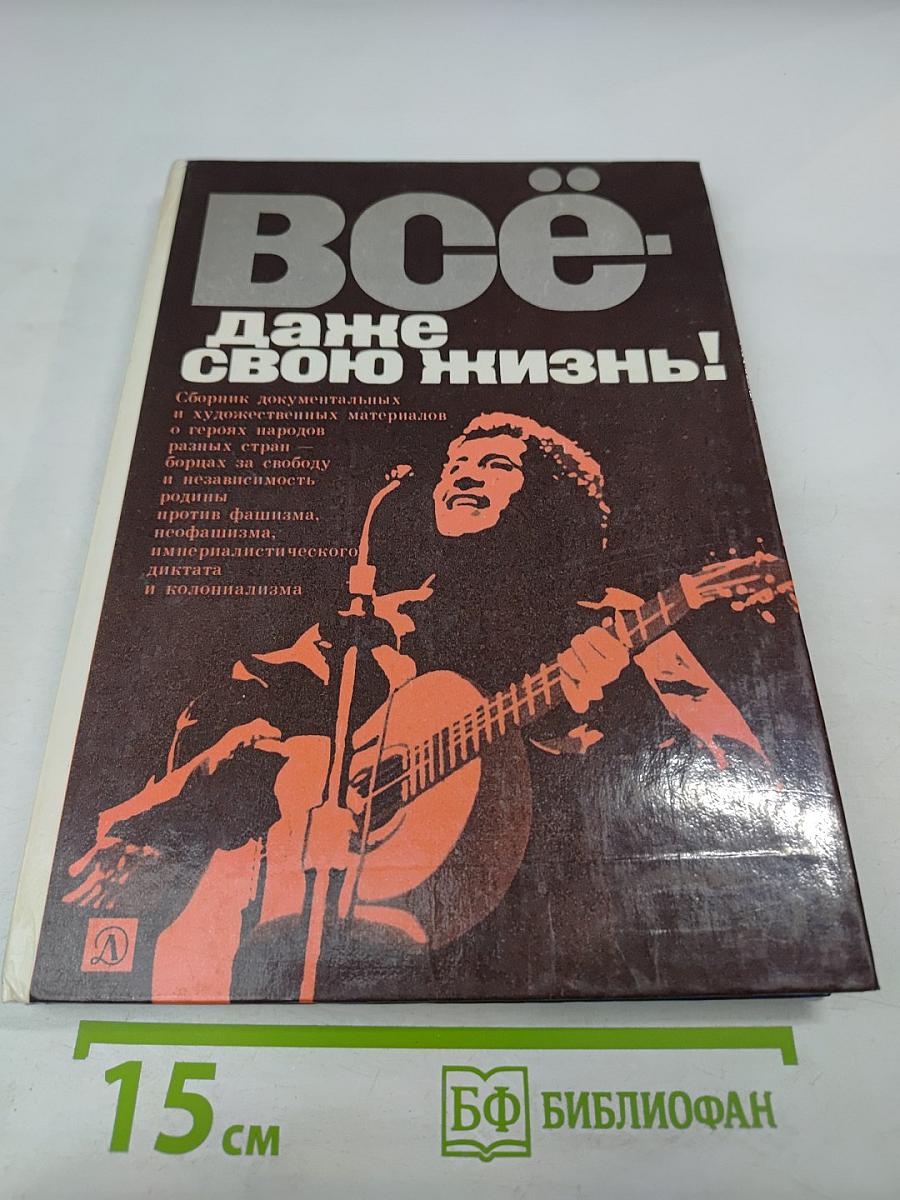 ВСЁ-
даже
свою жизнь!
Сборник документальных
и художественных материалов
о героях народов
разных стран —
борцах за свободу
и независимость
родины
против фашизма,
неофашизма,
империалистического
диктата
и колониализма
Д
15 см
БФ БИБЛИОФАН